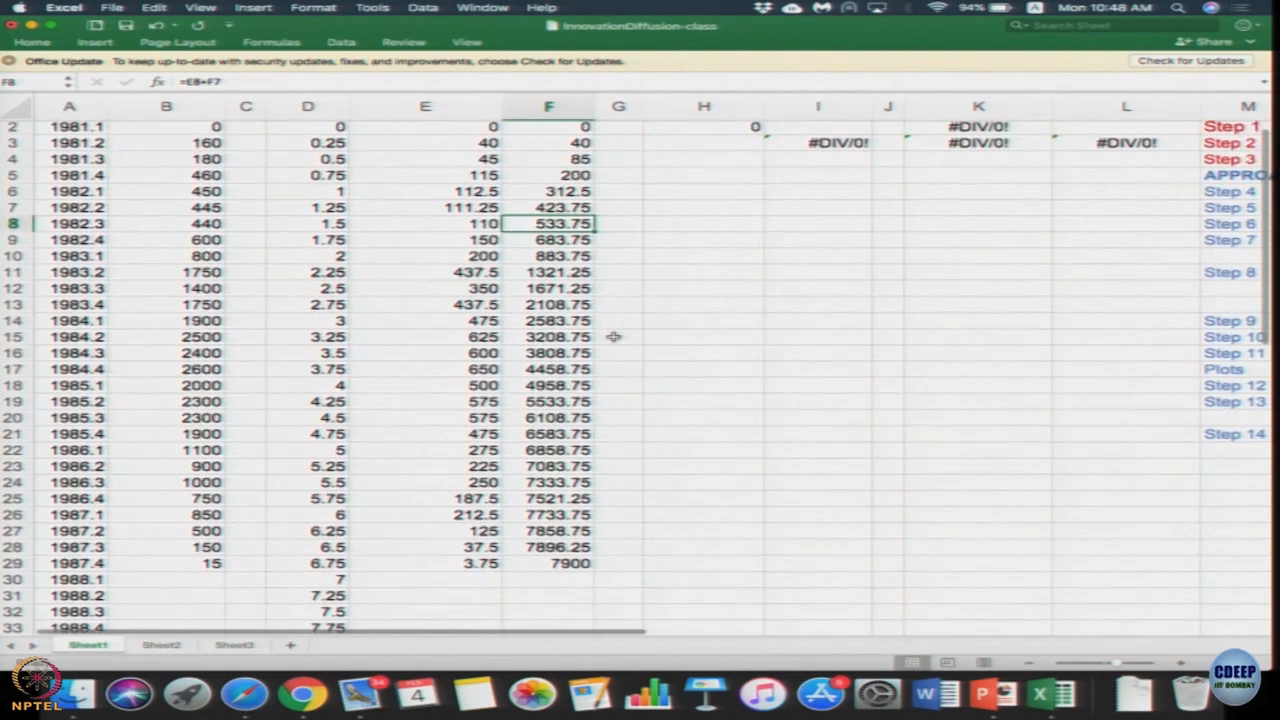 Excel File Edit View Insert Format Tools Data Window Help 94% Mon 10:48 AM
InnovationDiffusion-class Search Sheet
Home Insert Page Layout Formulas Data Review View Share
Office Update To keep up-to-date with security updates, fixes, and improvements, choose Check for Updates. Check for Updates
F8 fx =E8+F7
A B C D E F G H I J K L M
2 1981.1 0 0 0 0 0 #DIV/0! Step 1
3 1981.2 160 0.25 40 40 #DIV/0! #DIV/0! #DIV/0! Step 2
4 1981.3 180 0.5 45 85 Step 3
5 1981.4 460 0.75 115 200 APPRO
6 1982.1 450 1 112.5 312.5 Step 4
7 1982.2 445 1.25 111.25 423.75 Step 5
8 1982.3 440 1.5 110 533.75 Step 6
9 1982.4 600 1.75 150 683.75 Step 7
10 1983.1 800 2 200 883.75
11 1983.2 1750 2.25 437.5 1321.25 Step 8
12 1983.3 1400 2.5 350 1671.25
13 1983.4 1750 2.75 437.5 2108.75
14 1984.1 1900 3 475 2583.75 Step 9
15 1984.2 2500 3.25 625 3208.75 Step 10
16 1984.3 2400 3.5 600 3808.75 Step 11
17 1984.4 2600 3.75 650 4458.75 Plots
18 1985.1 2000 4 500 4958.75 Step 12
19 1985.2 2300 4.25 575 5533.75 Step 13
20 1985.3 2300 4.5 575 6108.75
21 1985.4 1900 4.75 475 6583.75 Step 14
22 1986.1 1100 5 275 6858.75
23 1986.2 900 5.25 225 7083.75
24 1986.3 1000 5.5 250 7333.75
25 1986.4 750 5.75 187.5 7521.25
26 1987.1 850 6 212.5 7733.75
27 1987.2 500 6.25 125 7858.75
28 1987.3 150 6.5 37.5 7896.25
29 1987.4 15 6.75 3.75 7900
30 1988.1 7
31 1988.2 7.25
32 1988.3 7.5
33 1988.4 7.75
Sheet1 Sheet2 Sheet3
34 FEB 4
NPTEL
CDEEP
IIT BOMBAY